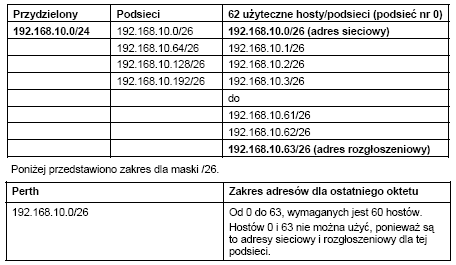 Przydzielony Podsieci 62 użyteczne hosty/podsieci (podsieć nr 0)
192.168.10.0/24 192.168.10.0/26 192.168.10.0/26 (adres sieciowy)
192.168.10.64/26 192.168.10.1/26
192.168.10.128/26 192.168.10.2/26
192.168.10.192/26 192.168.10.3/26
do
192.168.10.61/26
192.168.10.62/26
192.168.10.63/26 (adres rozgłoszeniowy)
Poniżej przedstawiono zakres dla maski /26.
Perth Zakres adresów dla ostatniego oktetu
192.168.10.0/26 Od 0 do 63, wymaganych jest 60 hostów.
Hostów 0 i 63 nie można użyć, ponieważ są
to adresy sieciowy i rozgłoszeniowy dla tej
podsieci.